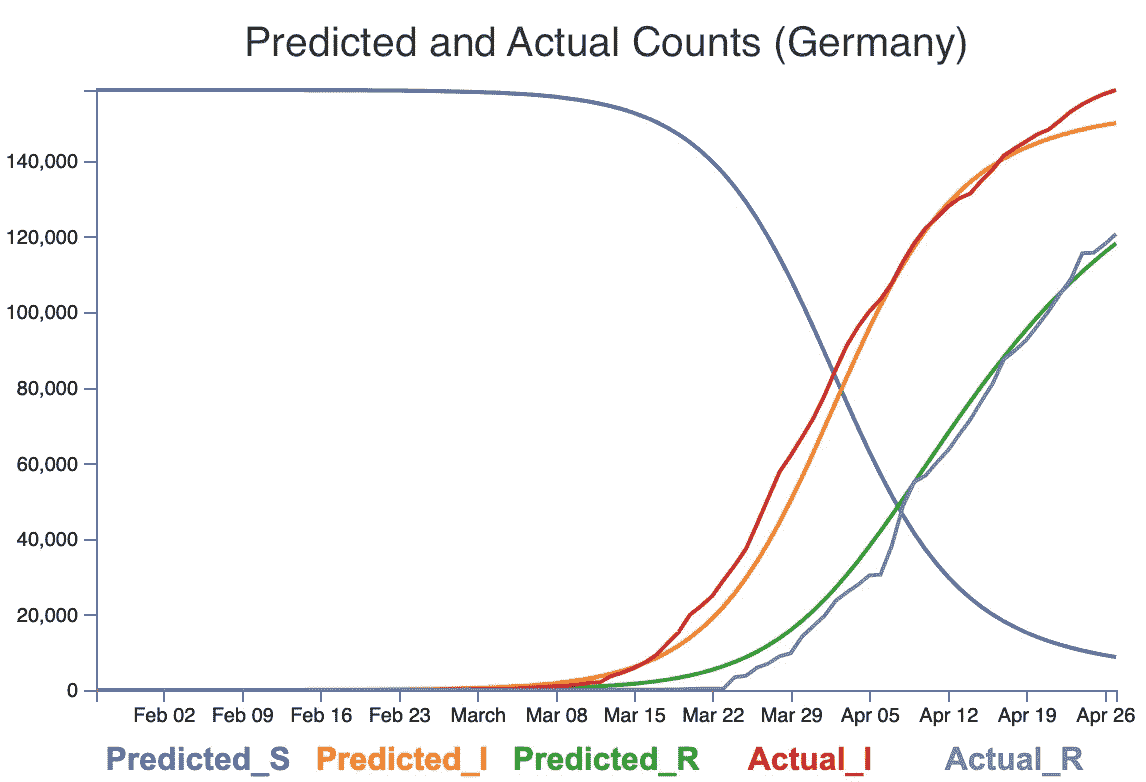 Predicted and Actual Counts (Germany)
140,000
120,000
100,000
80,000
60,000
40,000
20,000
0
Feb 02 Feb 09 Feb 16 Feb 23 March Mar 08 Mar 15 Mar 22 Mar 29 Apr 05 Apr 12 Apr 19 Apr 26
Predicted_S Predicted_I Predicted_R Actual_I Actual_R